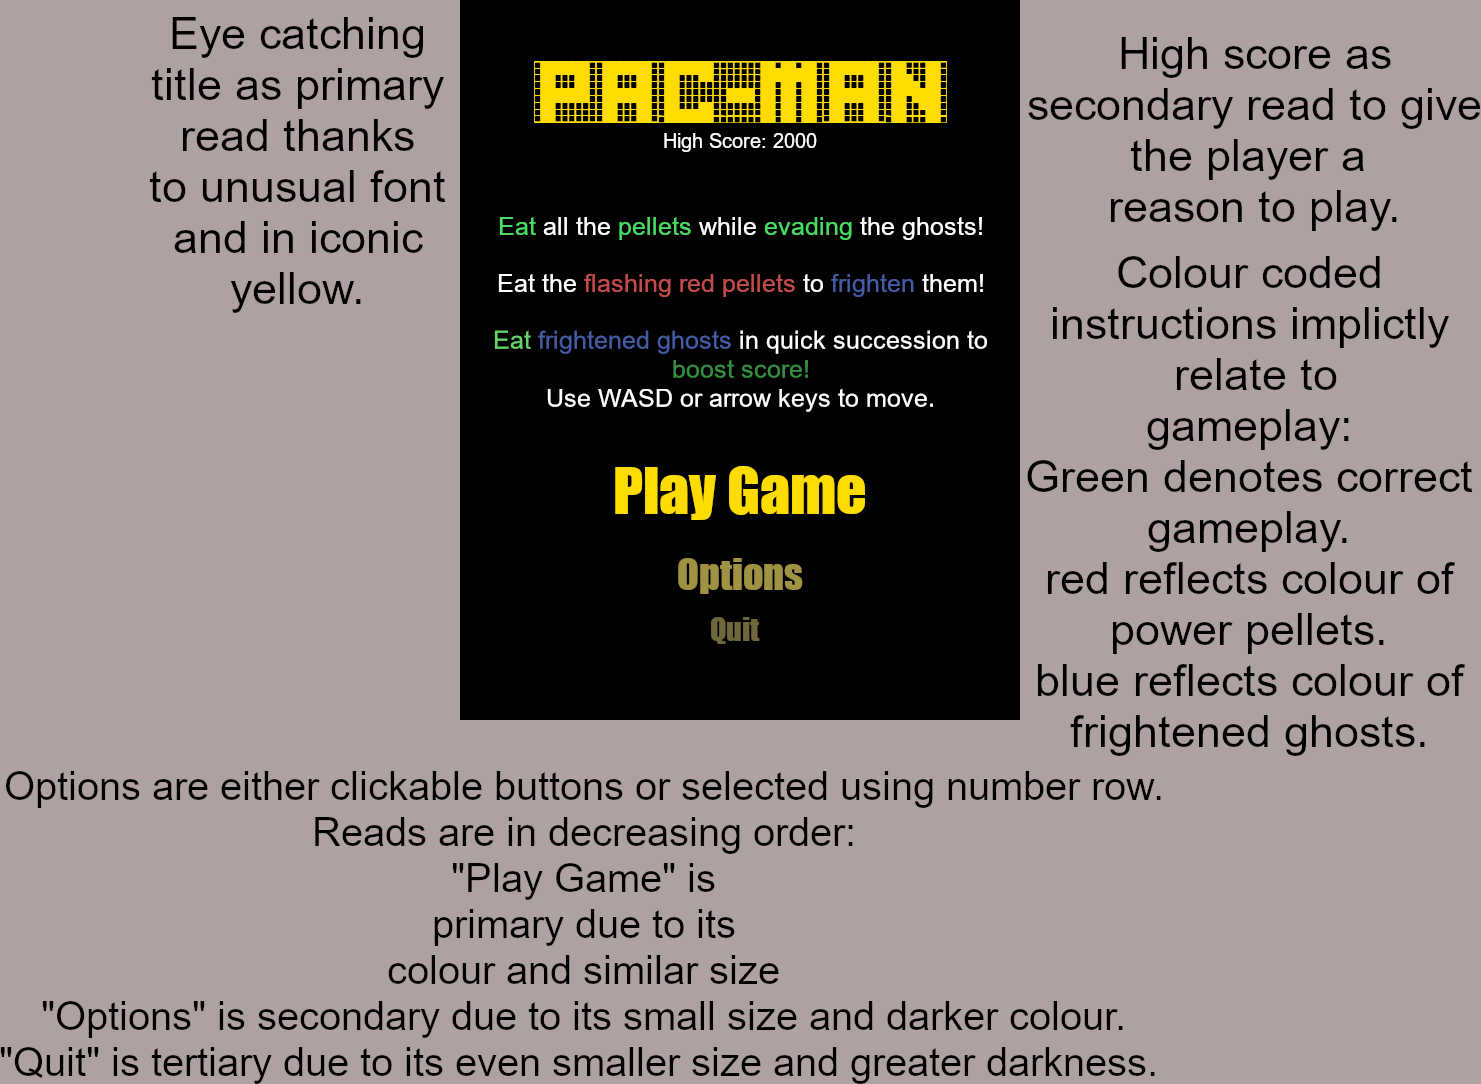 Eye catching
title as primary
read thanks
to unusual font
and in iconic
yellow.
PAC-MAN
High Score: 2000
Eat all the pellets while evading the ghosts!
Eat the flashing red pellets to frighten them!
Eat frightened ghosts in quick succession to
boost score!
Use WASD or arrow keys to move.
Play Game
Options
Quit
High score as
secondary read to give
the player a
reason to play.
Colour coded
instructions implictly
relate to
gameplay:
Green denotes correct
gameplay.
red reflects colour of
power pellets.
blue reflects colour of
frightened ghosts.
Options are either clickable buttons or selected using number row.
Reads are in decreasing order:
"Play Game" is
primary due to its
colour and similar size
"Options" is secondary due to its small size and darker colour.
"Quit" is tertiary due to its even smaller size and greater darkness.